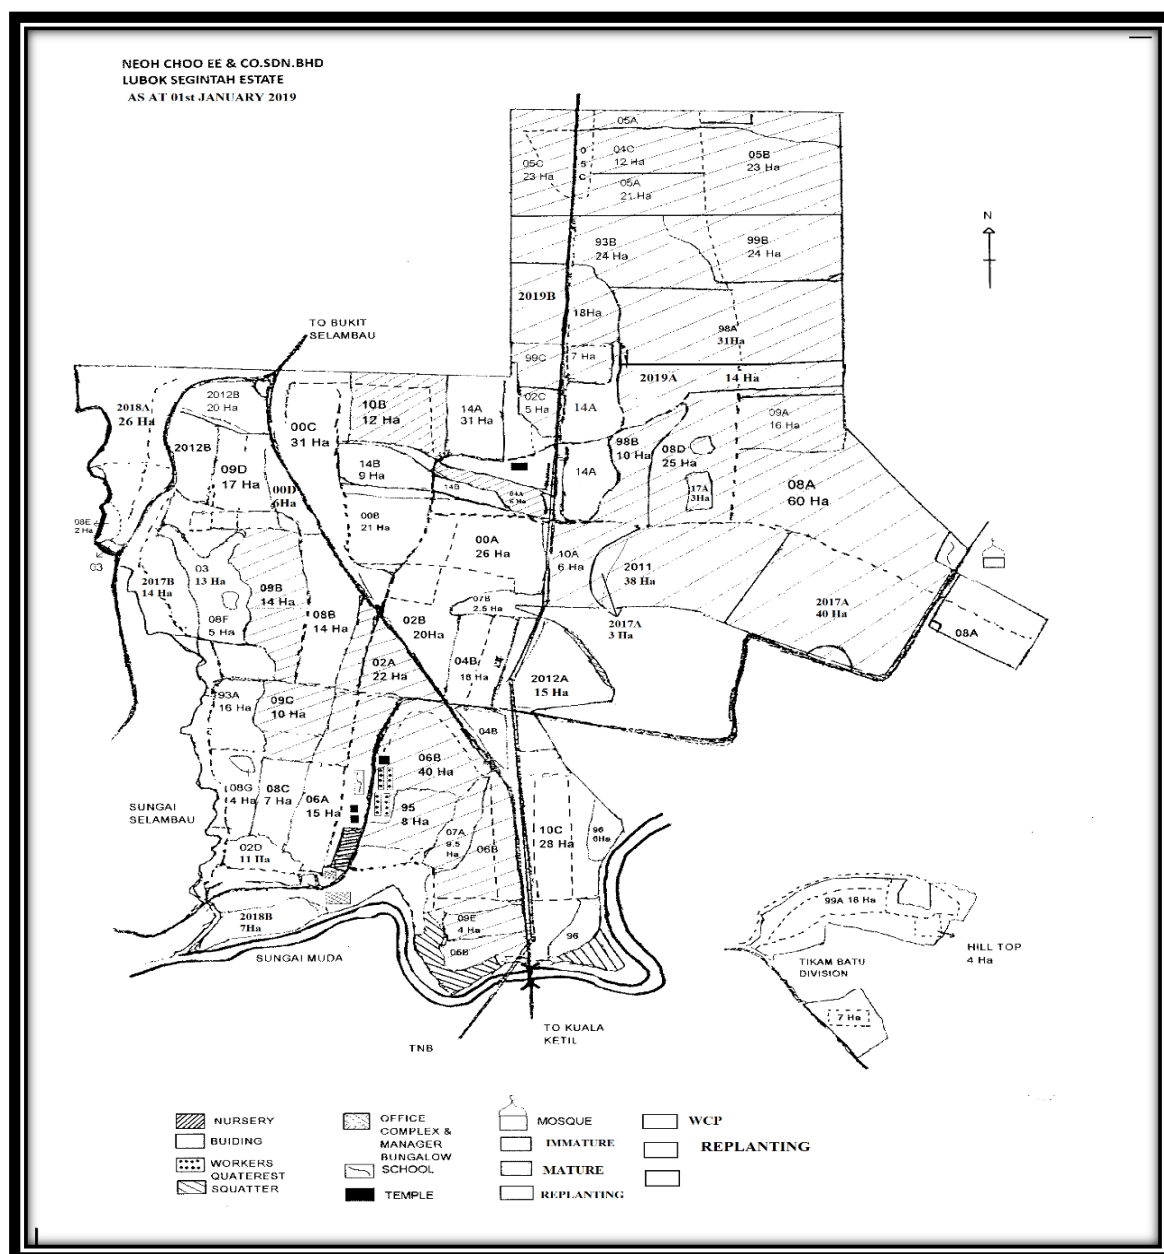 NEOH CHOO EE & CO.SDN.BHD
LUBOK SEGINTAH ESTATE
AS AT 01st JANUARY 2019
05A
05C
23 Ha
0
5
C
04C
12 Ha
05B
23 Ha
05A
21 Ha
N
93B
24 Ha
99B
24 Ha
2019B
18Ha
98A
31Ha
TO BUKIT
SELAMBAU
99C
7 Ha
2019A
14 Ha
2018A
26 Ha
2012B
20 Ha
00C
31 Ha
10B
12 Ha
14A
31 Ha
02C
5 Ha
14A
09A
16 Ha
2012B
09D
17 Ha
00D
6Ha
14B
9 Ha
14B
04A
14A
98B
10 Ha
08D
25 Ha
17A
3Ha
08A
60 Ha
08E
2 Ha
03
00B
21 Ha
00A
26 Ha
10A
6 Ha
2011
38 Ha
2017B
14 Ha
03
13 Ha
09B
14 Ha
08B
14 Ha
08F
5 Ha
07B
2.5 Ha
02B
20Ha
2017A
3 Ha
2017A
40 Ha
08A
02A
22 Ha
04B
18 Ha
2012A
15 Ha
93A
16 Ha
09C
10 Ha
04B
06B
40 Ha
08G
4 Ha
08C
7 Ha
06A
15 Ha
95
8 Ha
07A
9.5
Ha
06B
10C
28 Ha
96
6Ha
SUNGAI
SELAMBAU
02D
11 Ha
2018B
7Ha
09E
4 Ha
06B
96
SUNGAI MUDA
99A 18 Ha
HILL TOP
4 Ha
TIKAM BATU
DIVISION
7 Ha
TO KUALA
KETIL
TNB
NURSERY
BUIDING
WORKERS
QUATEREST
SQUATTER
OFFICE
COMPLEX &
MANAGER
BUNGALOW
SCHOOL
TEMPLE
MOSQUE
IMMATURE
MATURE
REPLANTING
WCP
REPLANTING